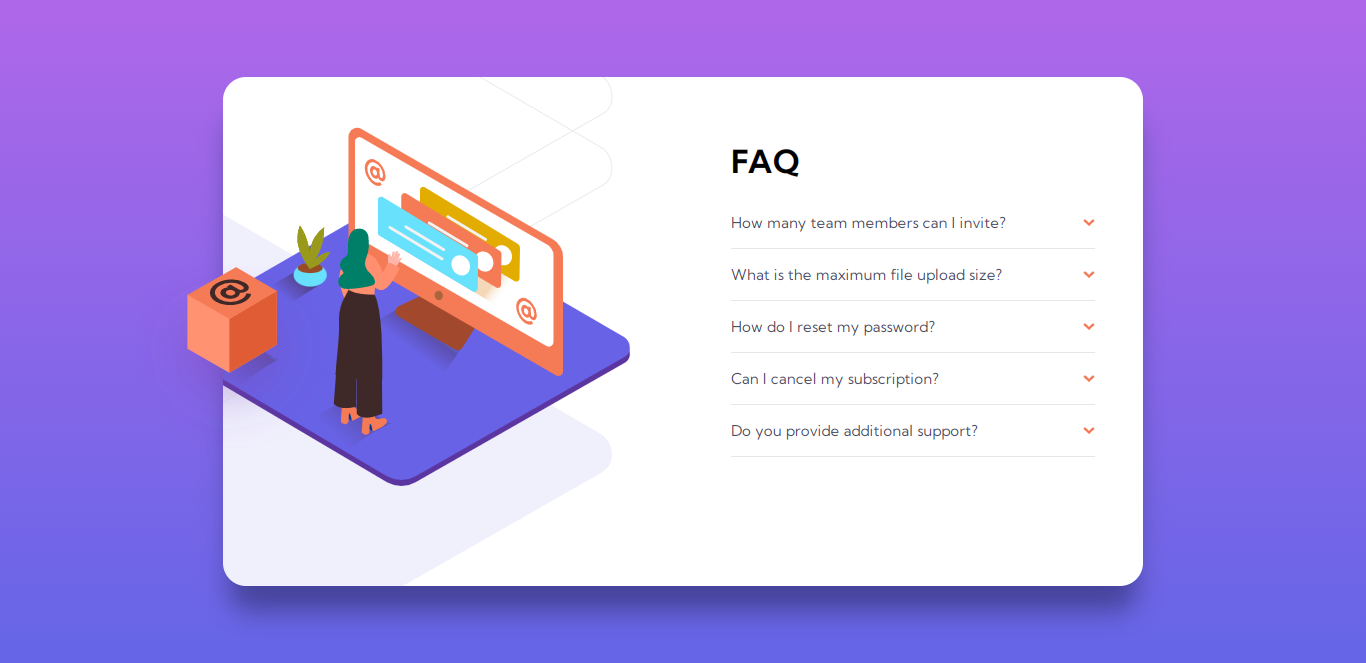 @
@
@
FAQ
How many team members can I invite?
What is the maximum file upload size?
How do I reset my password?
Can I cancel my subscription?
Do you provide additional support?